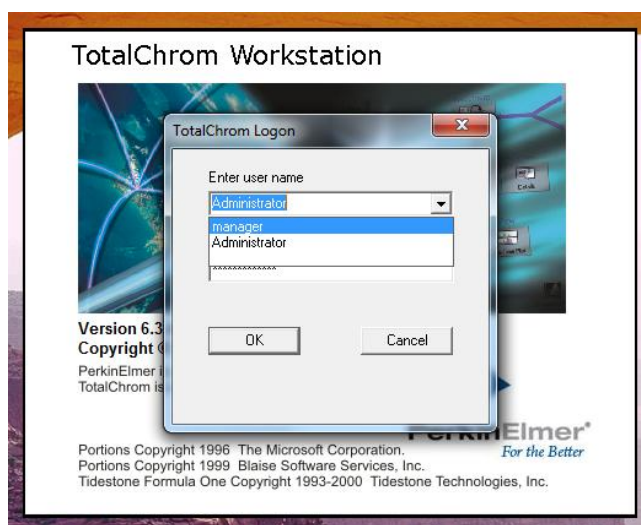 TotalChrom Workstation
TotalChrom Logon
Enter user name
Administrator
manager
Administrator
*************
OK
Cancel
Version 6.3
Copyright
PerkinElmer
TotalChrom is
PerkinElmer
For the Better
Portions Copyright 1996 The Microsoft Corporation.
Portions Copyright 1999 Blaise Software Services, Inc.
Tidestone Formula One Copyright 1993-2000 Tidestone Technologies, Inc.